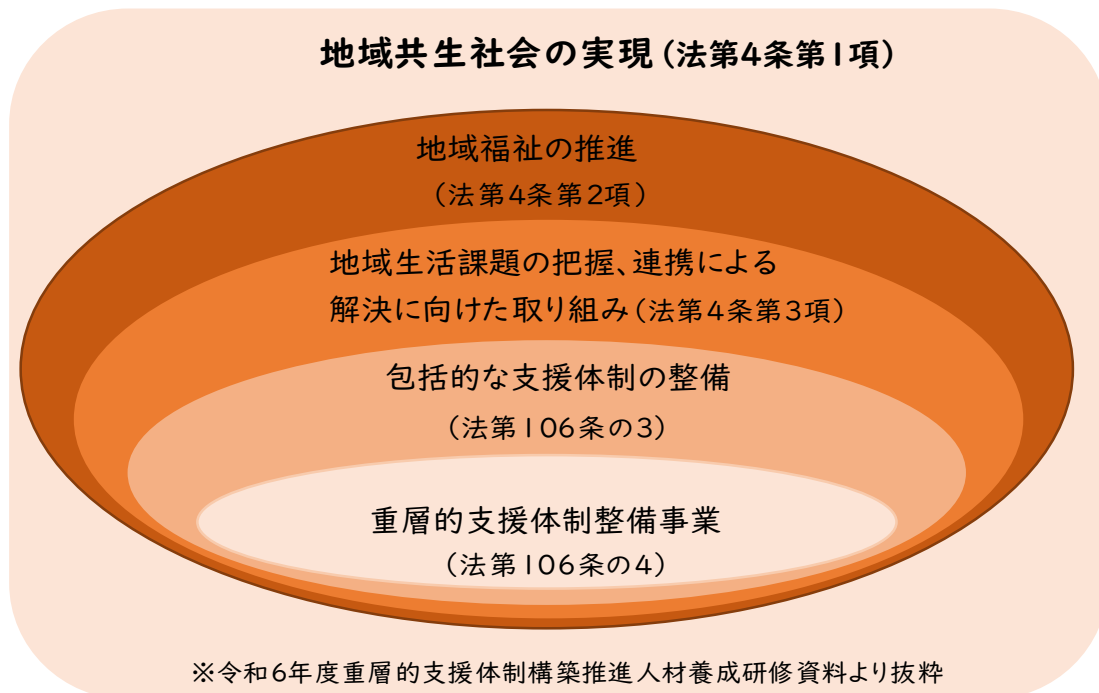 地域共生社会の実現(法第4条第1項)
地域福祉の推進
(法第4条第2項)
地域生活課題の把握、連携による
解決に向けた取り組み(法第4条第3項)
包括的な支援体制の整備
(法第106条の3)
重層的支援体制整備事業
(法第106条の4)
※令和6年度重層的支援体制構築推進人材養成研修資料より抜粋